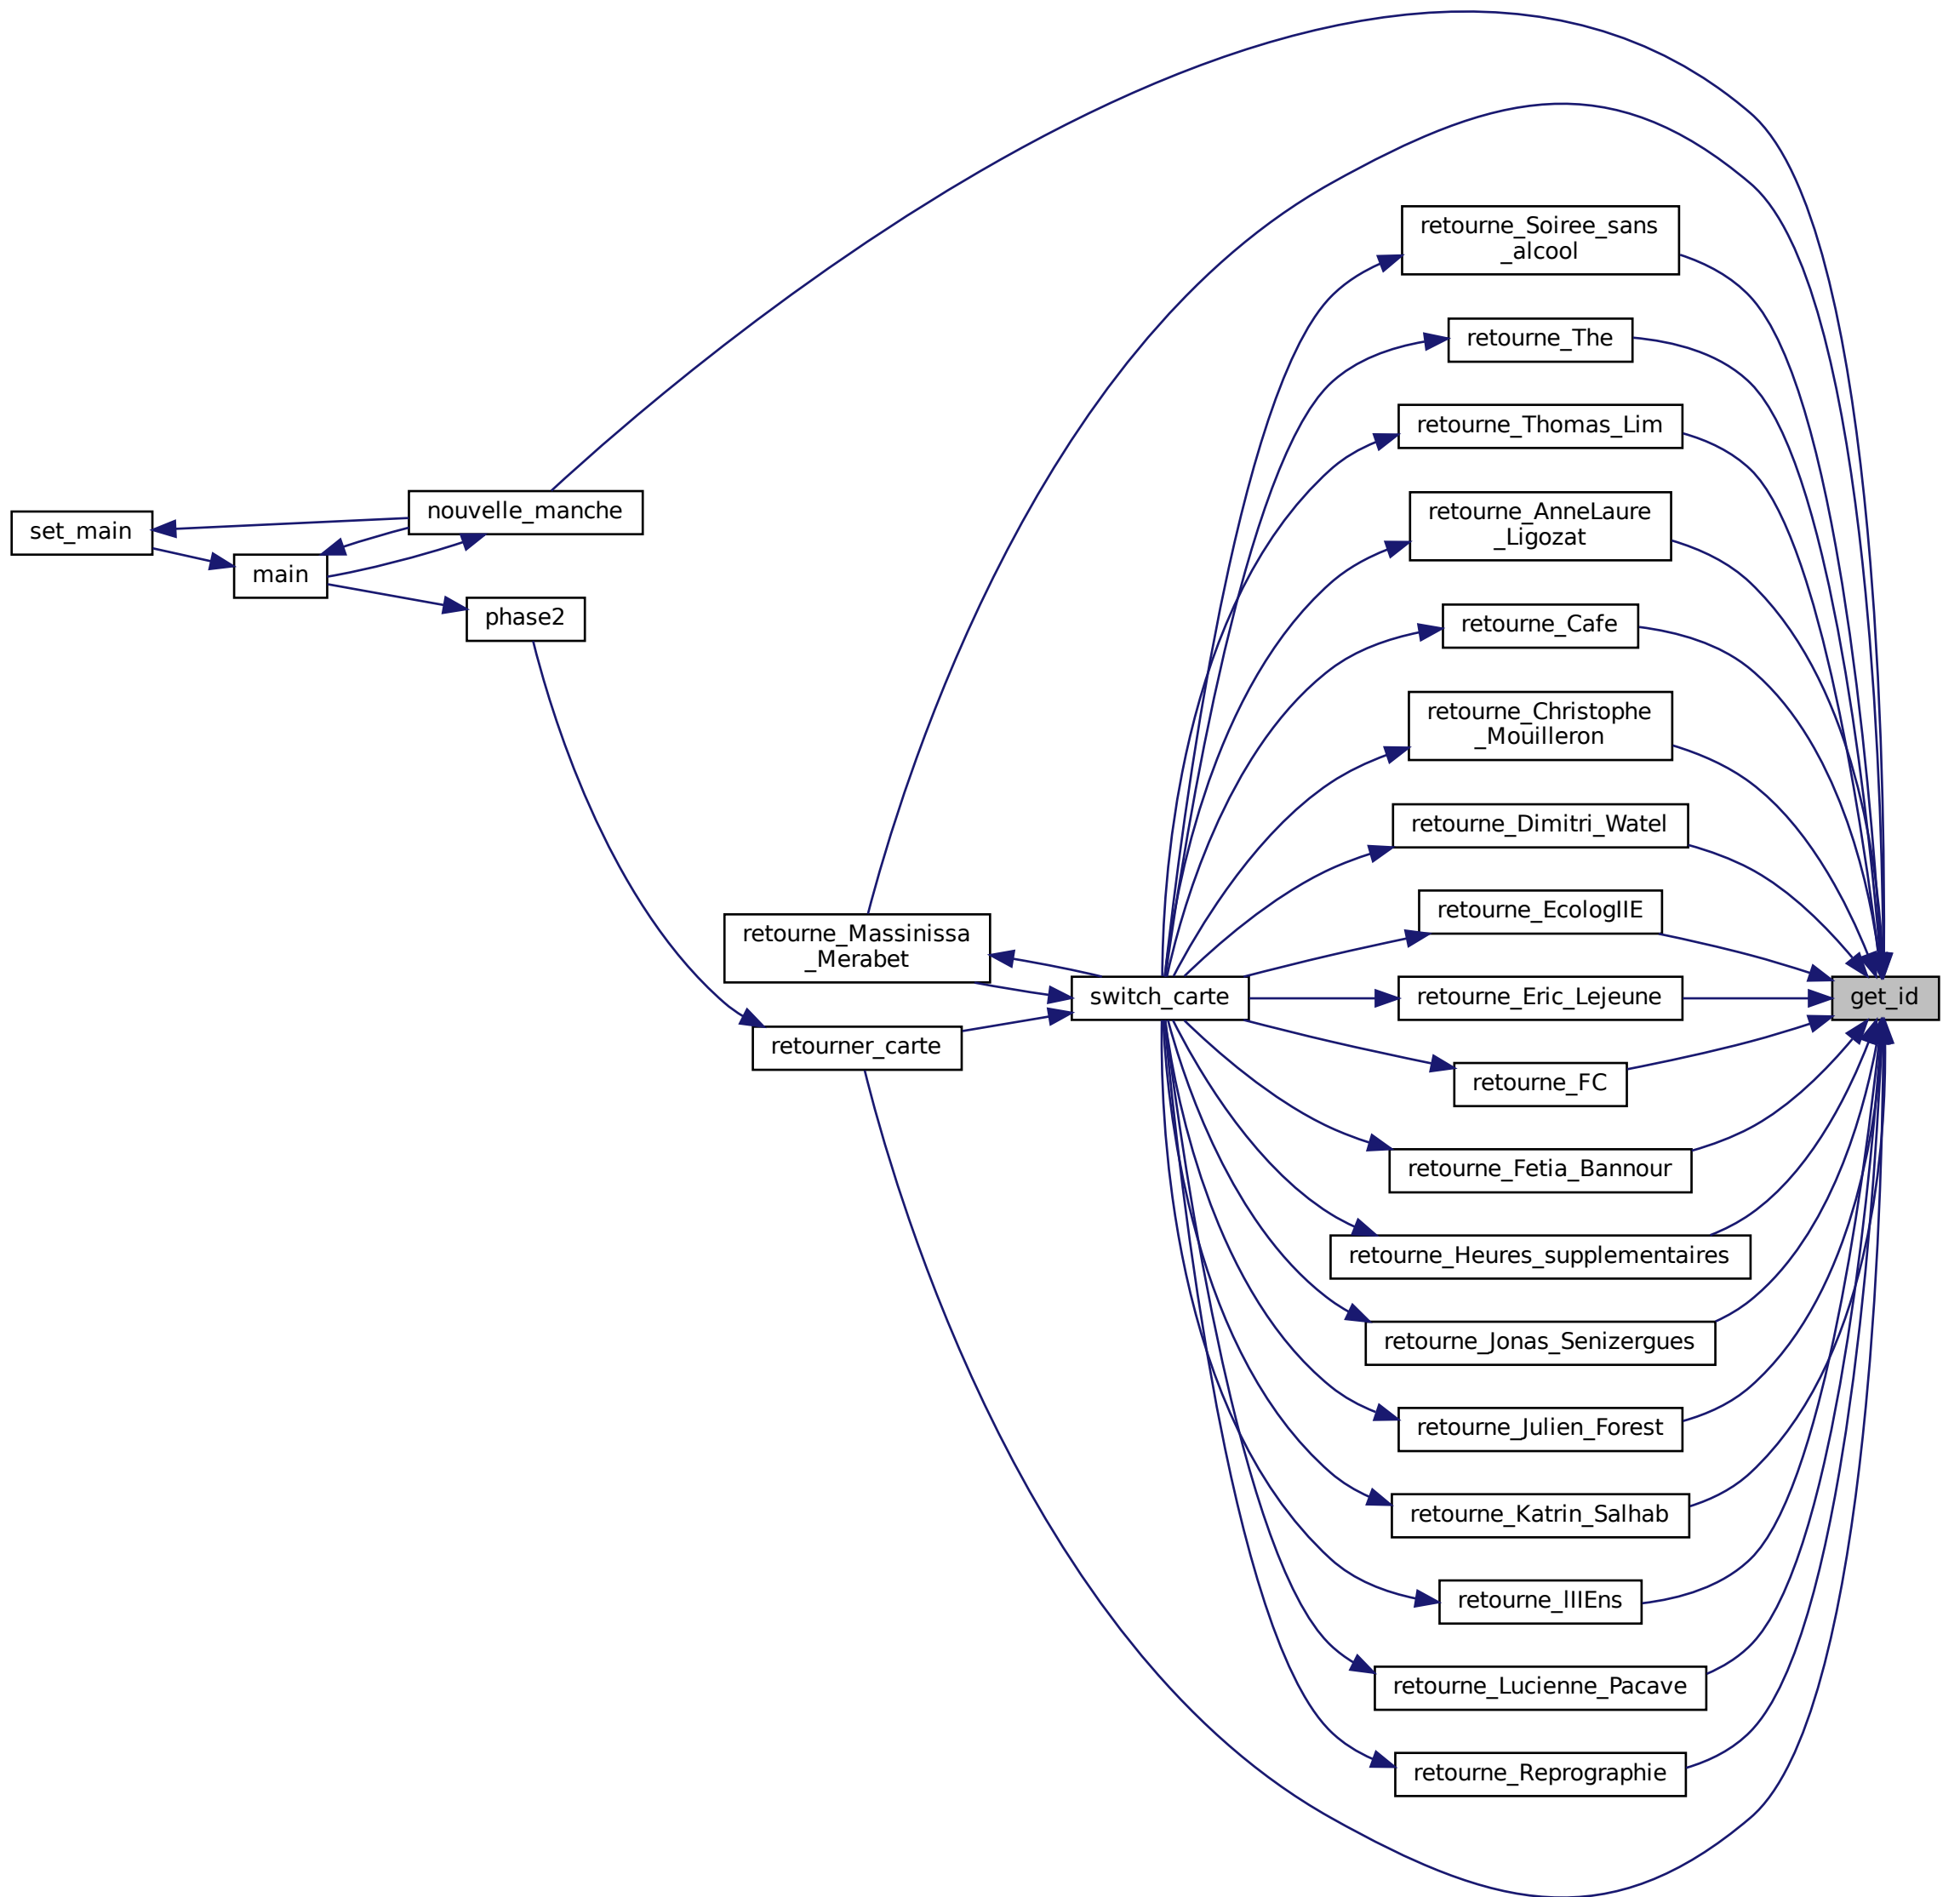 set_main
main
nouvelle_manche
phase2
retourne_Massinissa
_Merabet
retourner_carte
switch_carte
retourne_Soiree_sans
_alcool
retourne_The
retourne_Thomas_Lim
retourne_AnneLaure
_Ligozat
retourne_Cafe
retourne_Christophe
_Mouilleron
retourne_Dimitri_Watel
retourne_EcologIIE
retourne_Eric_Lejeune
retourne_FC
retourne_Fetia_Bannour
retourne_Heures_supplementaires
retourne_Jonas_Senizergues
retourne_Julien_Forest
retourne_Katrin_Salhab
retourne_lIIEns
retourne_Lucienne_Pacave
retourne_Reprographie
get_id